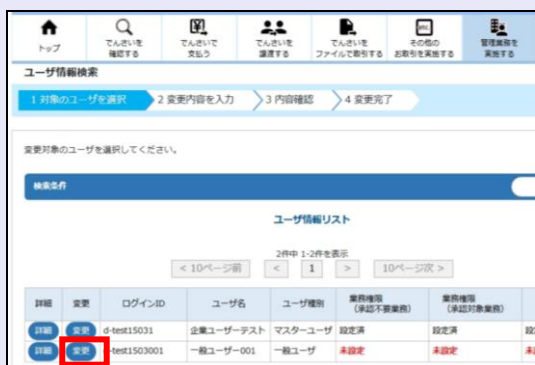 トップ
でんさいを
確認する
でんさいで
支払う
でんさいを
譲渡する
でんさいを
ファイルで取引する
その他の
お取引を実施する
管理業務を
実施する
ユーザ情報検索
1 対象のユーザを選択
2 変更内容を入力
3 内容確認
4 変更完了
変更対象のユーザを選択してください。
検索条件
ユーザ情報リスト
2件中 1-2件を表示
< 10ページ前 < 1 > 10ページ次 >
詳細 変更 ログインID ユーザ名 ユーザ種別 業務権限（承認不要業務） 業務権限（承認対象業務）
詳細 変更 d-test15031 企業ユーザーテスト マスターユーザ 設定済 設定済
詳細 変更 -test1503001 一般ユーザー001 一般ユーザ 未設定 未設定